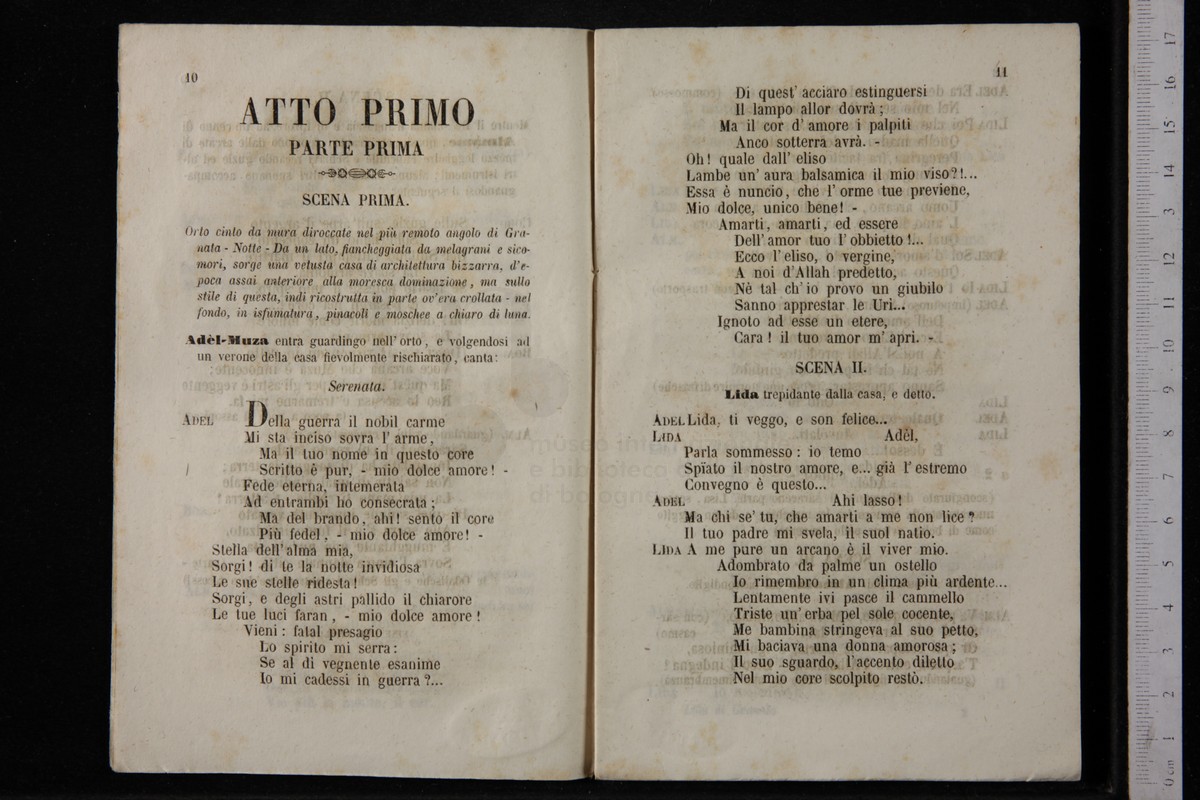 10
ATTO PRIMO
PARTE PRIMA
SCENA PRIMA.
Orto cinto da mura diroccate nel più remoto angolo di Gra-
nata - Notte - Da un lato, fiancheggiata da melagrani e sico-
mori, sorge una vetusta casa di architettura bizzarra, d'e-
poca assai anteriore alla moresca dominazione, ma sullo
stile di questa, indi ricostrutta in parte ov'era crollata - nel
fondo, in isfumatura, pinacoli e moschee a chiaro di luna.
Adèl-Muza entra guardingo nell'orto, e volgendosi ad
un verone della casa fievolmente rischiarato, canta:
Serenata.
ADEL Della guerra il nobil carme
Mi sta inciso sovra l'arme,
Ma il tuo nome in questo core
Scritto è pur, - mio dolce amore! -
Fede eterna, intemerata
Ad entrambi ho consecrata;
Ma del brando, ahi! sento il core
Più fedel, - mio dolce amore! -
Stella dell'alma mia,
Sorgi! di te la notte invidiosa
Le sue stelle ridesta!
Sorgi, e degli astri pallido il chiarore
Le tue luci faran, - mio dolce amore!
Vieni: fatal presagio
Lo spirito mi serra:
Se al dì vegnente esanime
Io mi cadessi in guerra?...
11
Di quest'acciaro estinguersi
Il lampo allor dovrà;
Ma il cor d'amore i palpiti
Anco sotterra avrà. -
Oh! quale dall'eliso
Lambe un'aura balsamica il mio viso?!...
Essa è nuncio, che l'orme tue previene,
Mio dolce, unico bene! -
Amarti, amarti, ed essere
Dell'amor tuo l'obbietto!...
Ecco l'eliso, o vergine,
A noi d'Allah predetto,
Nè tal ch'io provo un giubilo
Sanno apprestar le Uri...
Ignoto ad esse un etere,
Cara! il tuo amor m'aprì. -
SCENA II.
Lida trepidante dalla casa, e detto.
ADEL Lida, ti veggo, e son felice...
LIDA Adèl,
Parla sommesso: io temo
Spïato il nostro amore, e... già l'estremo
Convegno è questo...
ADEL Ahi lasso!
Ma chi se' tu, che amarti a me non lice?
Il tuo padre mi svela, il suol natio.
LIDA A me pure un arcano è il viver mio.
Adombrato da palme un ostello
Io rimembro in un clima più ardente...
Lentamente ivi pasce il cammello
Triste un'erba pel sole cocente,
Me bambina stringeva al suo petto,
Mi baciava una donna amorosa;
Il suo sguardo, l'accento diletto
Nel mio core scolpito restò.